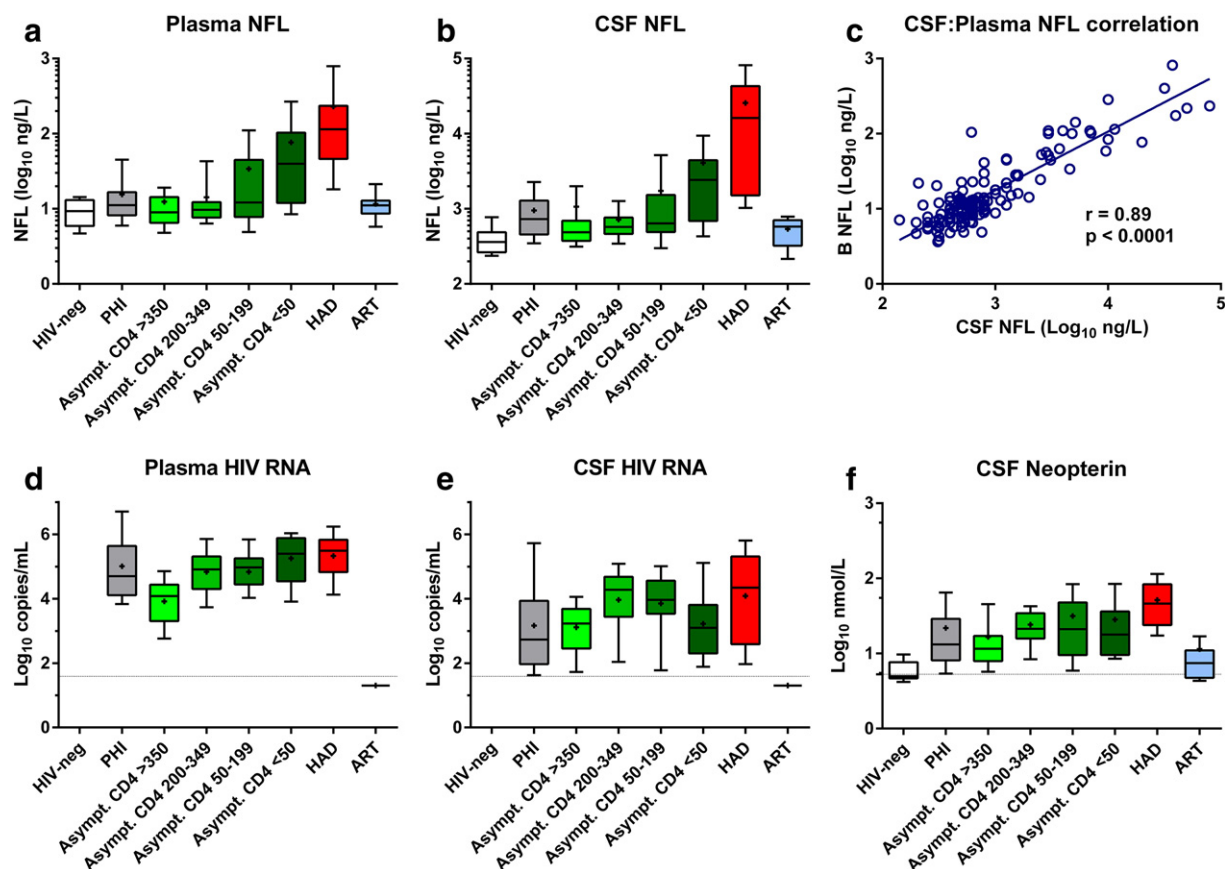 a
Plasma NFL
NFL (log10 ng/L)
3
2
1
0
HIV-neg
PHI
Asympt. CD4 >350
Asympt. CD4 200-349
Asympt. CD4 50-199
Asympt. CD4 <50
HAD
ART
b
CSF NFL
NFL (log10 ng/L)
5
4
3
2
HIV-neg
PHI
Asympt. CD4 >350
Asympt. CD4 200-349
Asympt. CD4 50-199
Asympt. CD4 <50
HAD
ART
c
CSF:Plasma NFL correlation
B NFL (Log10 ng/L)
3
2
1
0
r = 0.89
p < 0.0001
2 3 4 5
CSF NFL (Log10 ng/L)
d
Plasma HIV RNA
Log10 copies/mL
6
4
2
0
HIV-neg
PHI
Asympt. CD4 >350
Asympt. CD4 200-349
Asympt. CD4 50-199
Asympt. CD4 <50
HAD
ART
e
CSF HIV RNA
Log10 copies/mL
6
4
2
0
HIV-neg
PHI
Asympt. CD4 >350
Asympt. CD4 200-349
Asympt. CD4 50-199
Asympt. CD4 <50
HAD
ART
f
CSF Neopterin
Log10 nmol/L
3
2
1
0
HIV-neg
PHI
Asympt. CD4 >350
Asympt. CD4 200-349
Asympt. CD4 50-199
Asympt. CD4 <50
HAD
ART